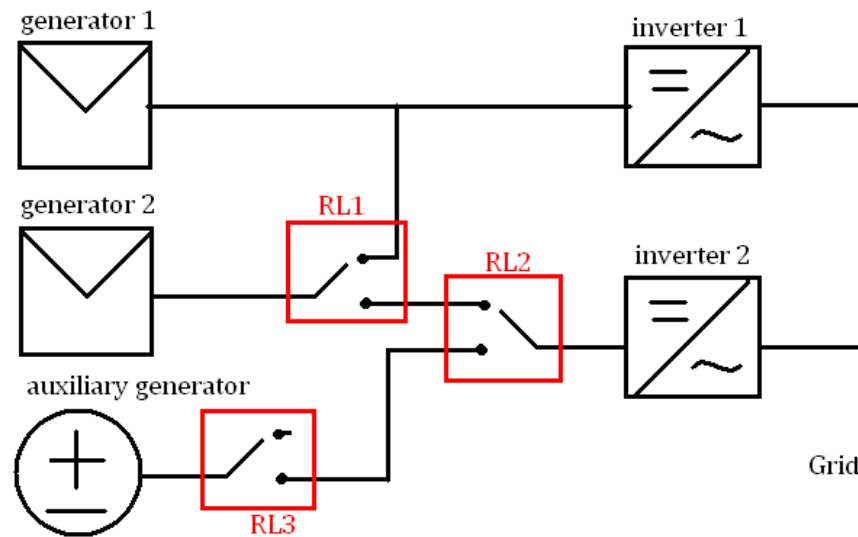 generator 1
inverter 1
generator 2
RL1
RL2
inverter 2
auxiliary generator
RL3
Grid